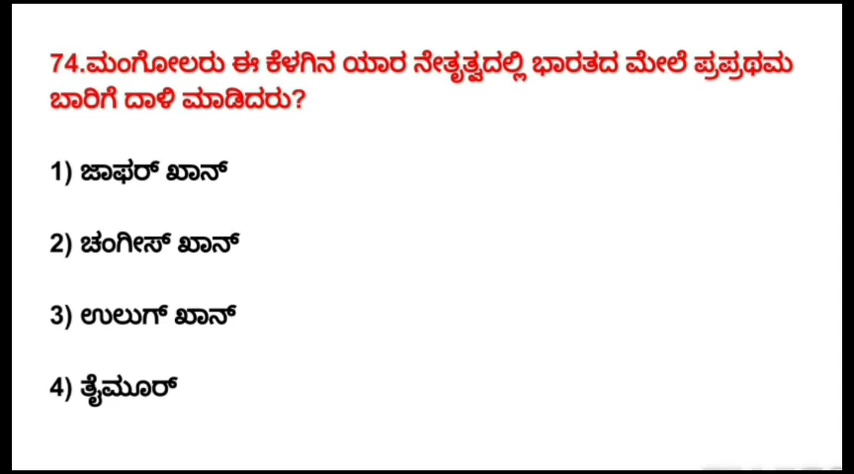 74.ಮಂಗೋಲರು ಈ ಕೆಳಗಿನ ಯಾರ ನೇತೃತ್ವದಲ್ಲಿ ಭಾರತದ ಮೇಲೆ ಪ್ರಪ್ರಥಮ
ಬಾರಿಗೆ ದಾಳಿ ಮಾಡಿದರು?
1) ಜಾಫರ್ ಖಾನ್
2) ಚಂಗೀಸ್ ಖಾನ್
3) ಉಲುಗ್ ಖಾನ್
4) ತೈಮೂರ್